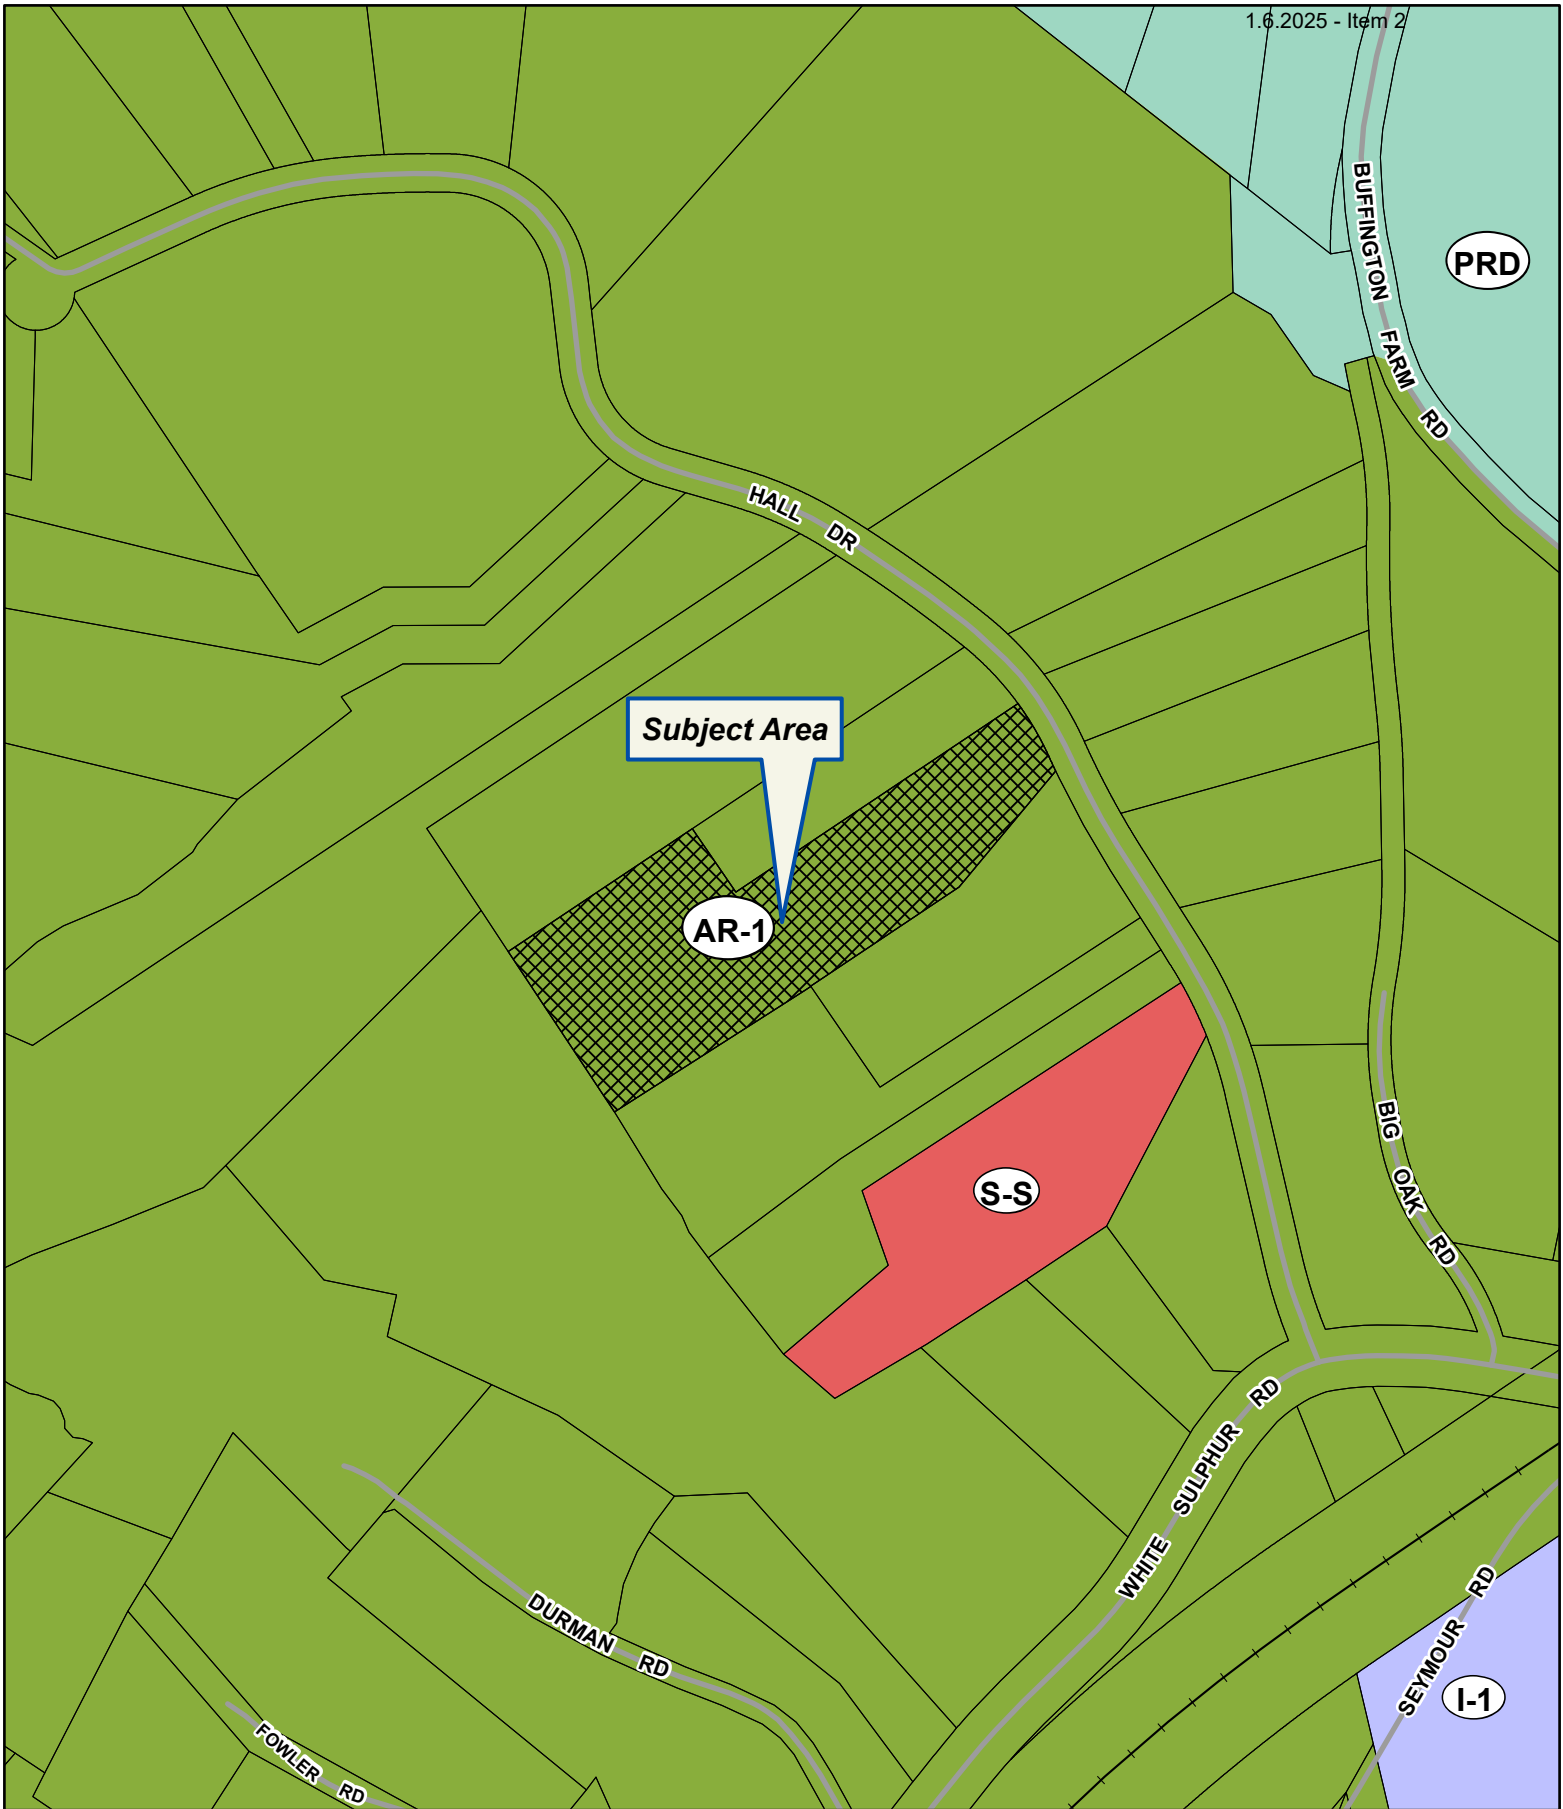 1.6.2025 - Item 2
BUFFINGTON FARM RD
PRD
HALL DR
Subject Area
AR-1
S-S
BIG OAK RD
WHITE SULPHUR RD
DURMAN RD
SEYMOUR RD
I-1
FOWLER RD